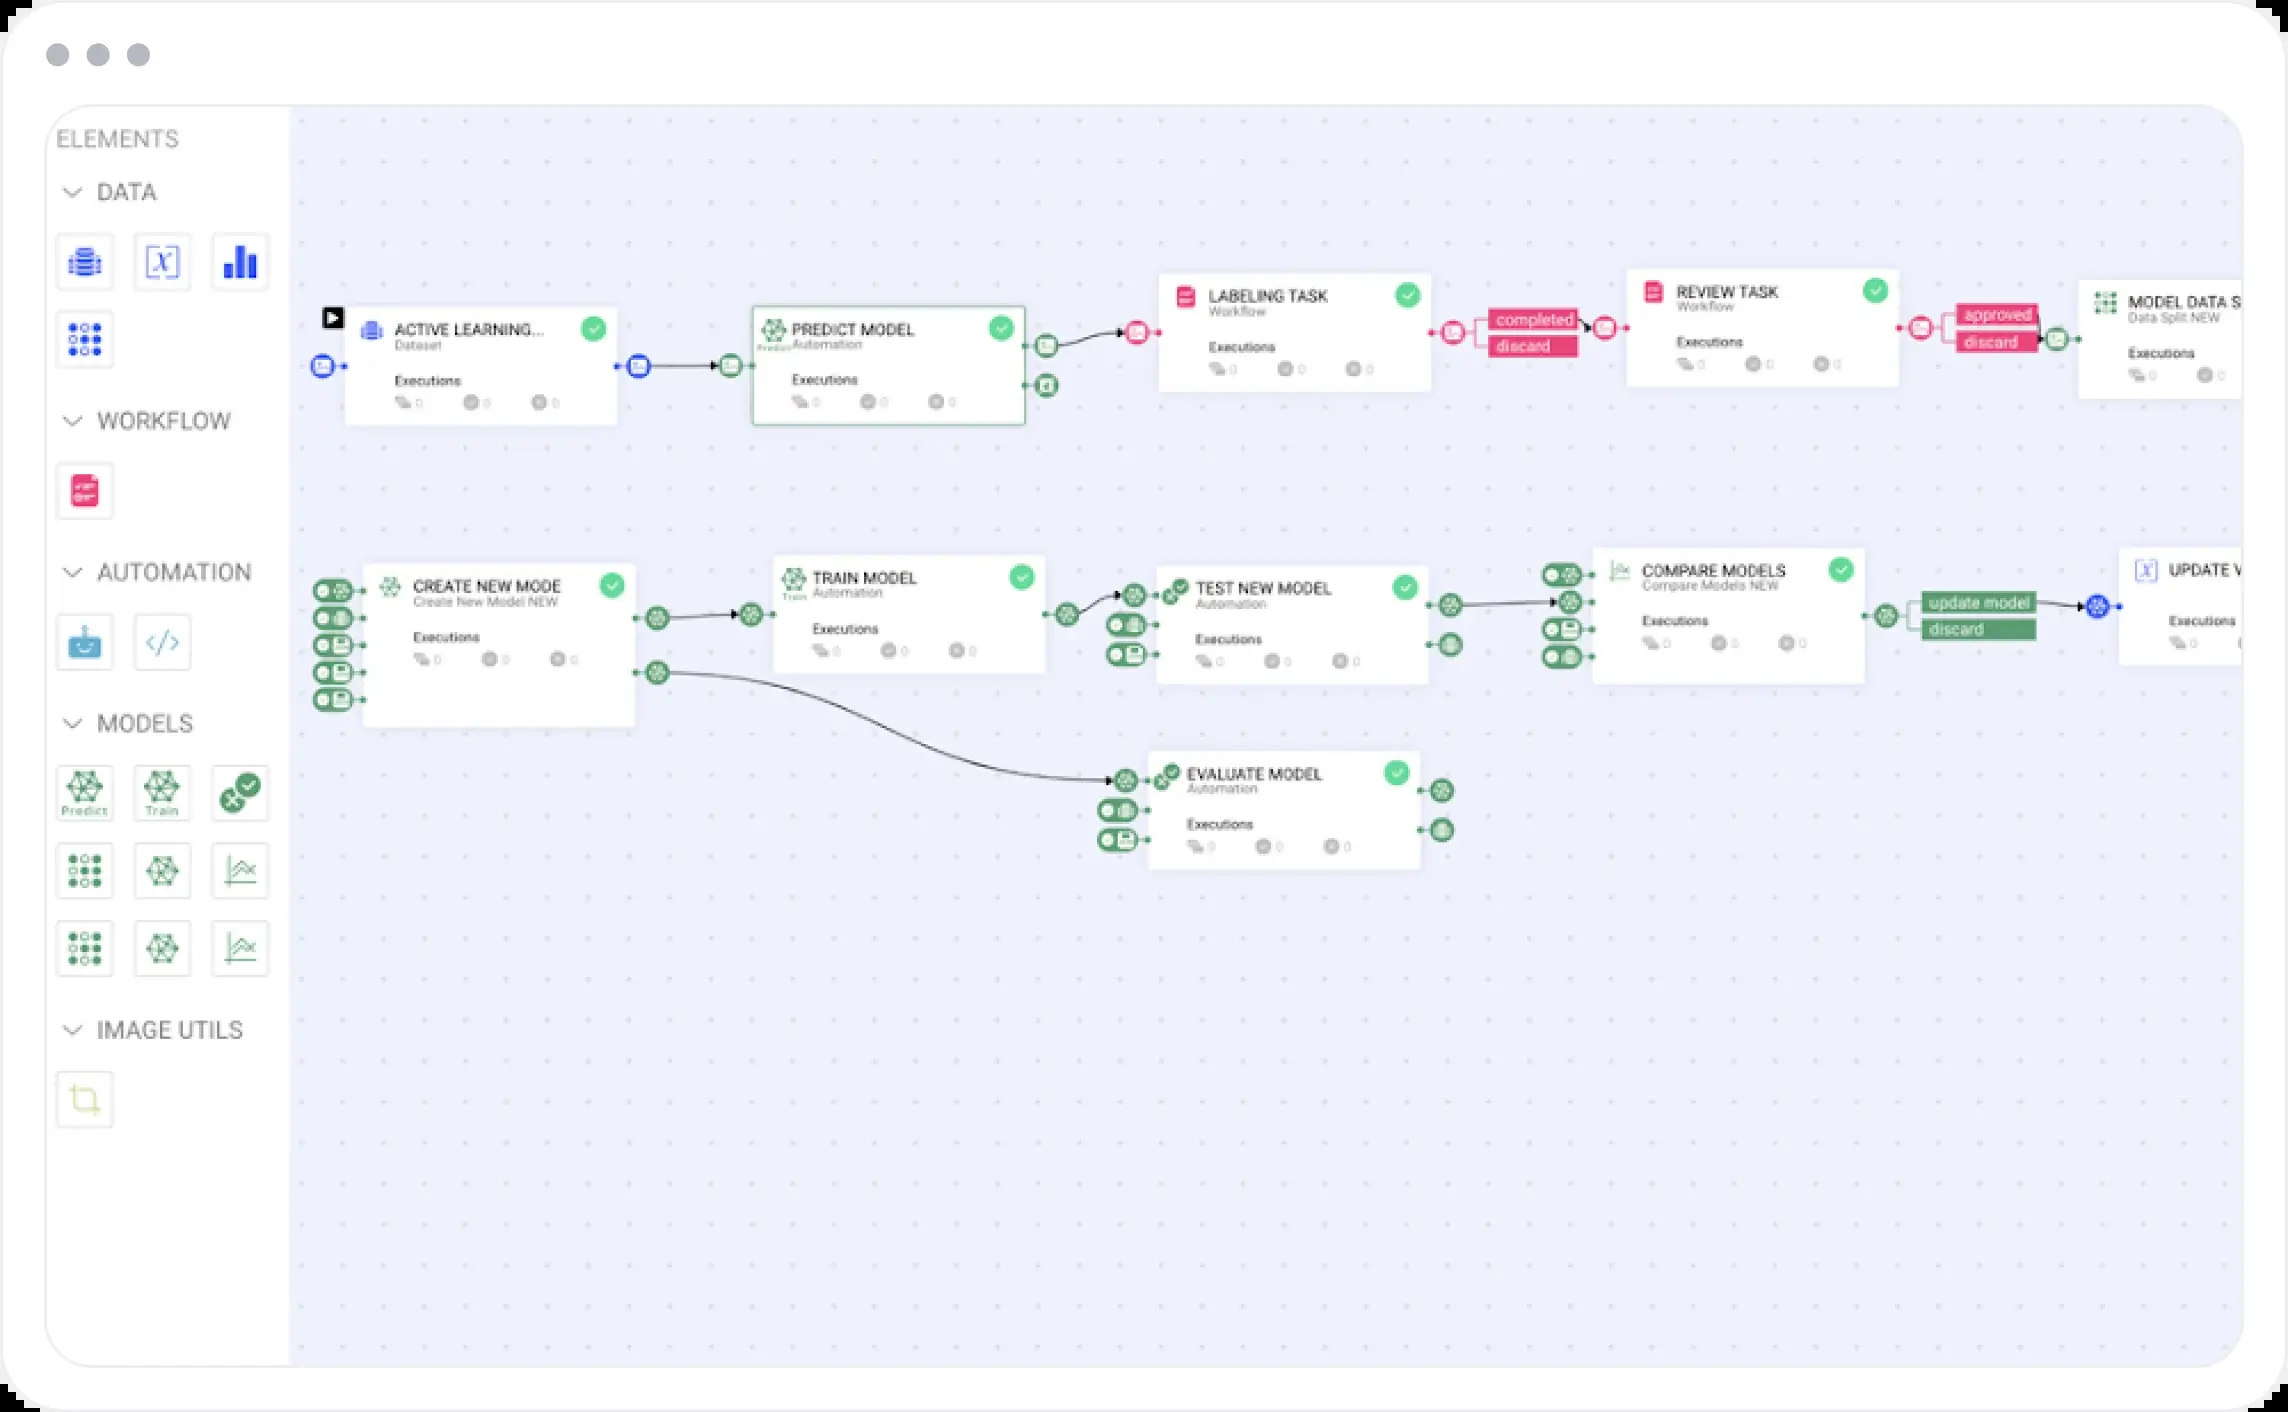 ELEMENTS
DATA
WORKFLOW
AUTOMATION
MODELS
Predict
Train
IMAGE UTILS
ACTIVE LEARNING...
Dataset
Executions
0 0 0
Predict
PREDICT MODEL
Automation
Executions
0 0 0
LABELING TASK
Workflow
Executions
0 0 0
completed
discard
REVIEW TASK
Workflow
Executions
0 0 0
approved
discard
MODEL DATA S
Data Split NEW
Executions
0 0
CREATE NEW MODE
Create New Model NEW
Executions
0 0 0
Train
TRAIN MODEL
Automation
Executions
0 0 0
TEST NEW MODEL
Automation
Executions
0 0 0
COMPARE MODELS
Compare Models NEW
Executions
0 0 0
update model
discard
UPDATE V
Executions
0
EVALUATE MODEL
Automation
Executions
0 0 0